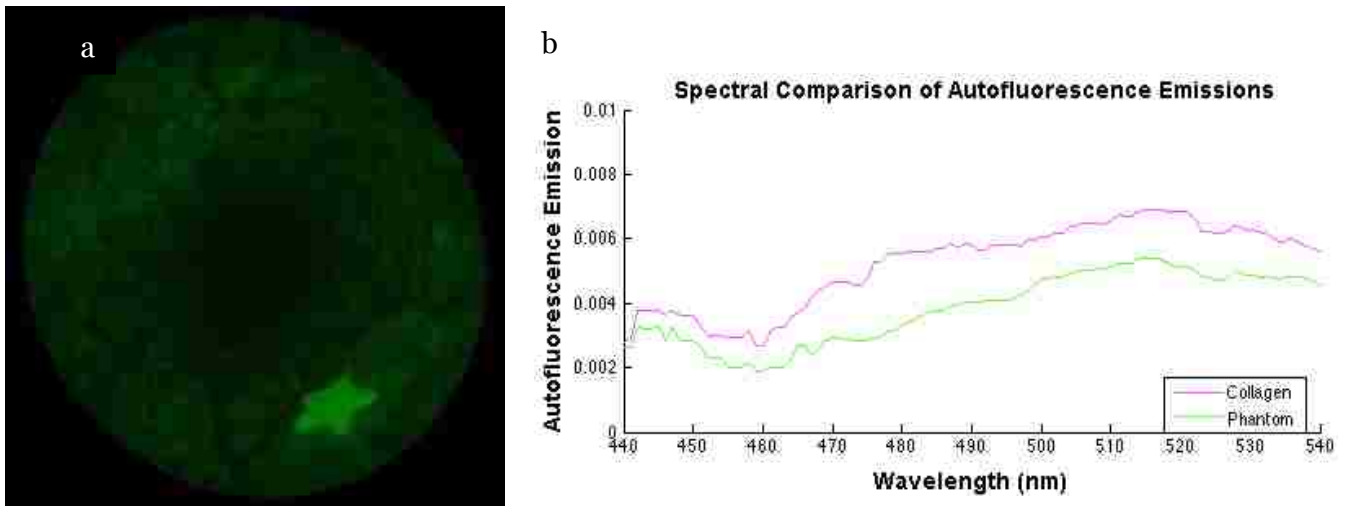 a
b
Spectral Comparison of Autofluorescence Emissions
Autofluorescence Emission
0.01
0.008
0.006
0.004
0.002
0
440 450 460 470 480 490 500 510 520 530 540
Wavelength (nm)
Collagen
Phantom